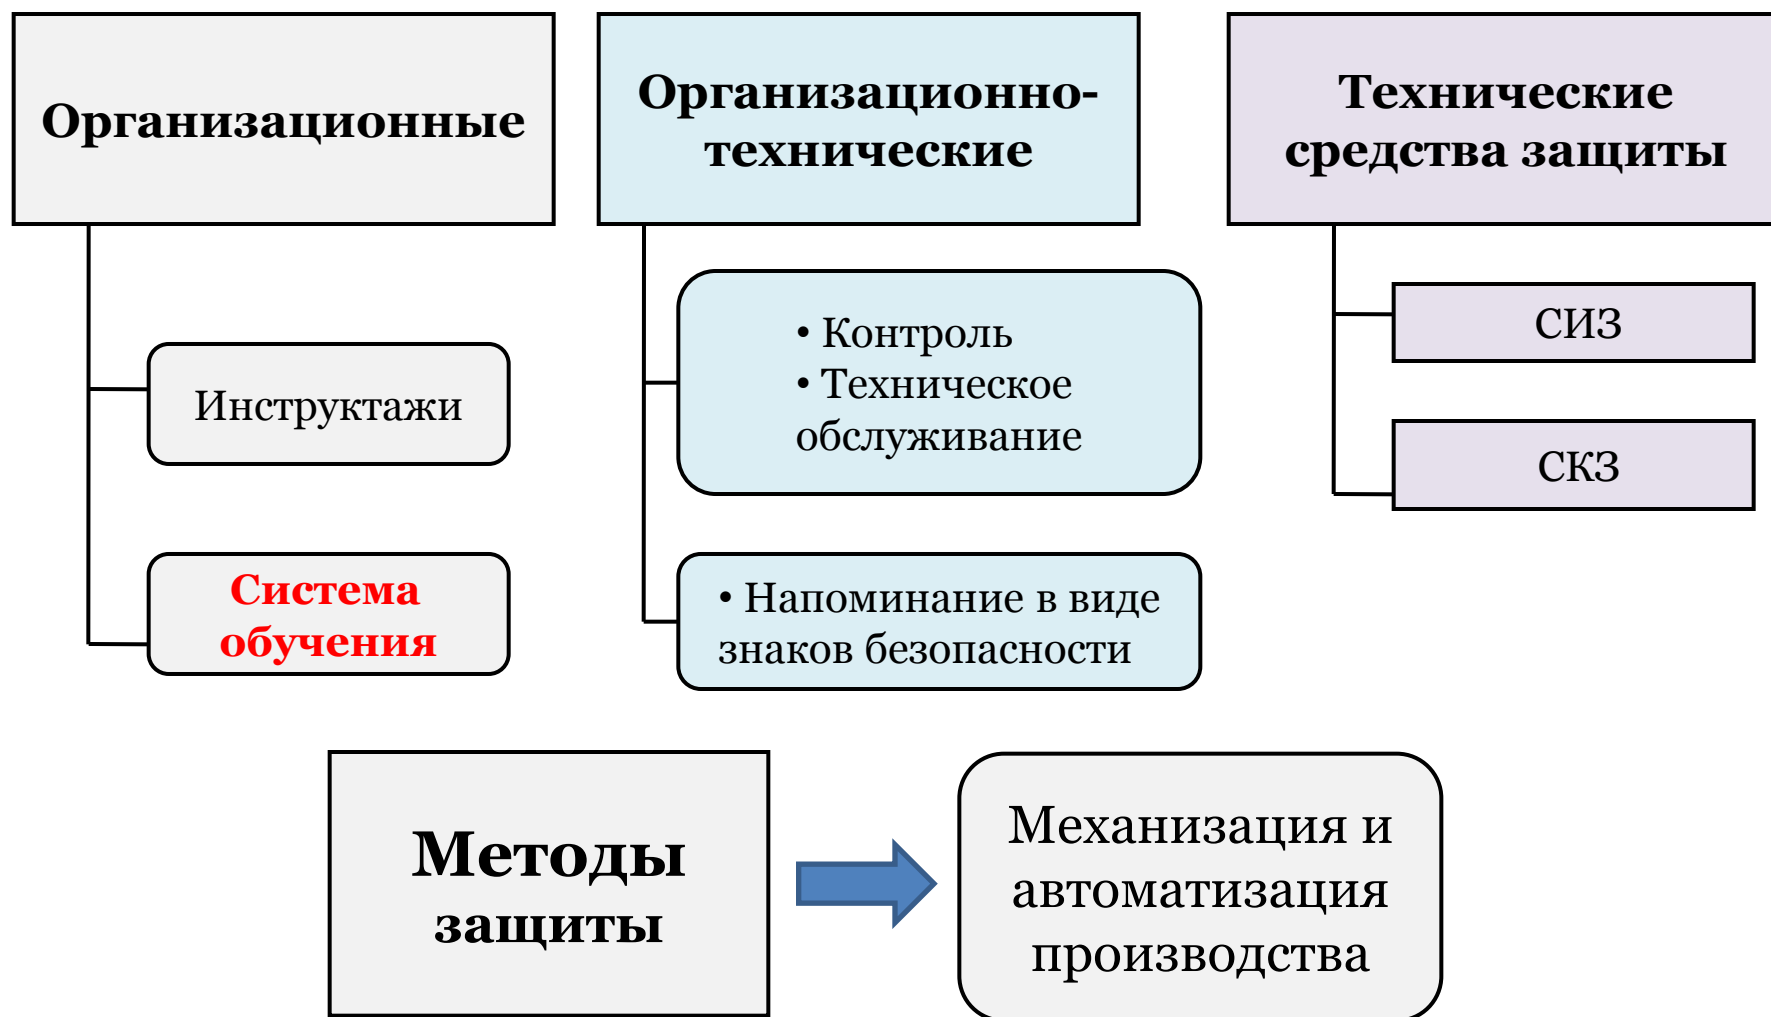 Организационные
Организационно-
технические
Технические
средства защиты
Инструктажи
Система
обучения
• Контроль
• Техническое
обслуживание
• Напоминание в виде
знаков безопасности
СИЗ
СКЗ
Методы
защиты
Механизация и
автоматизация
производства